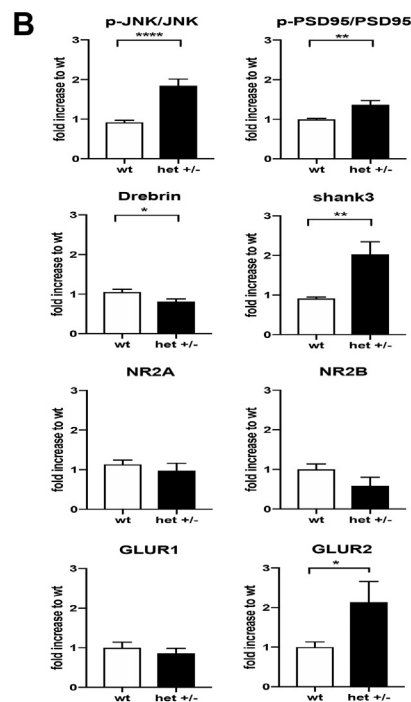 B
p-JNK/JNK
fold increase to wt
3
2
1
0
****
wt het +/-
p-PSD95/PSD95
fold increase to wt
3
2
1
0
**
wt het +/-
Drebrin
fold increase to wt
3
2
1
0
*
wt het +/-
shank3
fold increase to wt
3
2
1
0
**
wt het +/-
NR2A
fold increase to wt
3
2
1
0
wt het +/-
NR2B
fold increase to wt
3
2
1
0
wt het +/-
GLUR1
fold increase to wt
3
2
1
0
wt het +/-
GLUR2
fold increase to wt
3
2
1
0
*
wt het +/-